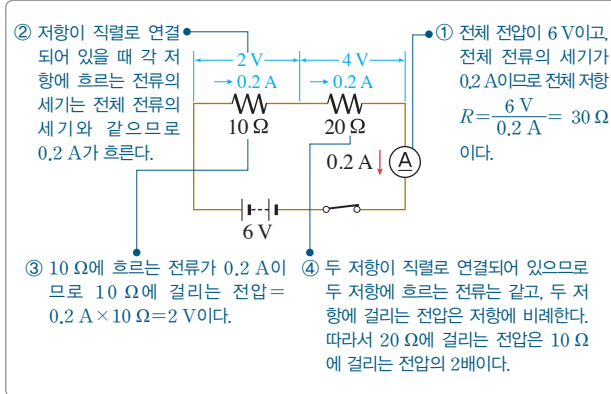 ② 저항이 직렬로 연결
되어 있을 때 각 저
항에 흐르는 전류의
세기는 전체 전류의
세기와 같으므로
0.2 A가 흐른다.
2 V
4 V
→ 0.2 A
→ 0.2 A
10 Ω
20 Ω
0.2 A ↓
A
6 V
① 전체 전압이 6 V이고,
전체 전류의 세기가
0.2 A이므로 전체 저항
R=6 V/0.2 A= 30 Ω
이다.
③ 10 Ω에 흐르는 전류가 0.2 A이
므로 10 Ω에 걸리는 전압=
0.2 A×10 Ω=2 V이다.
④ 두 저항이 직렬로 연결되어 있으므로
두 저항에 흐르는 전류는 같고, 두 저
항에 걸리는 전압은 저항에 비례한다.
따라서 20 Ω에 걸리는 전압은 10 Ω
에 걸리는 전압의 2배이다.